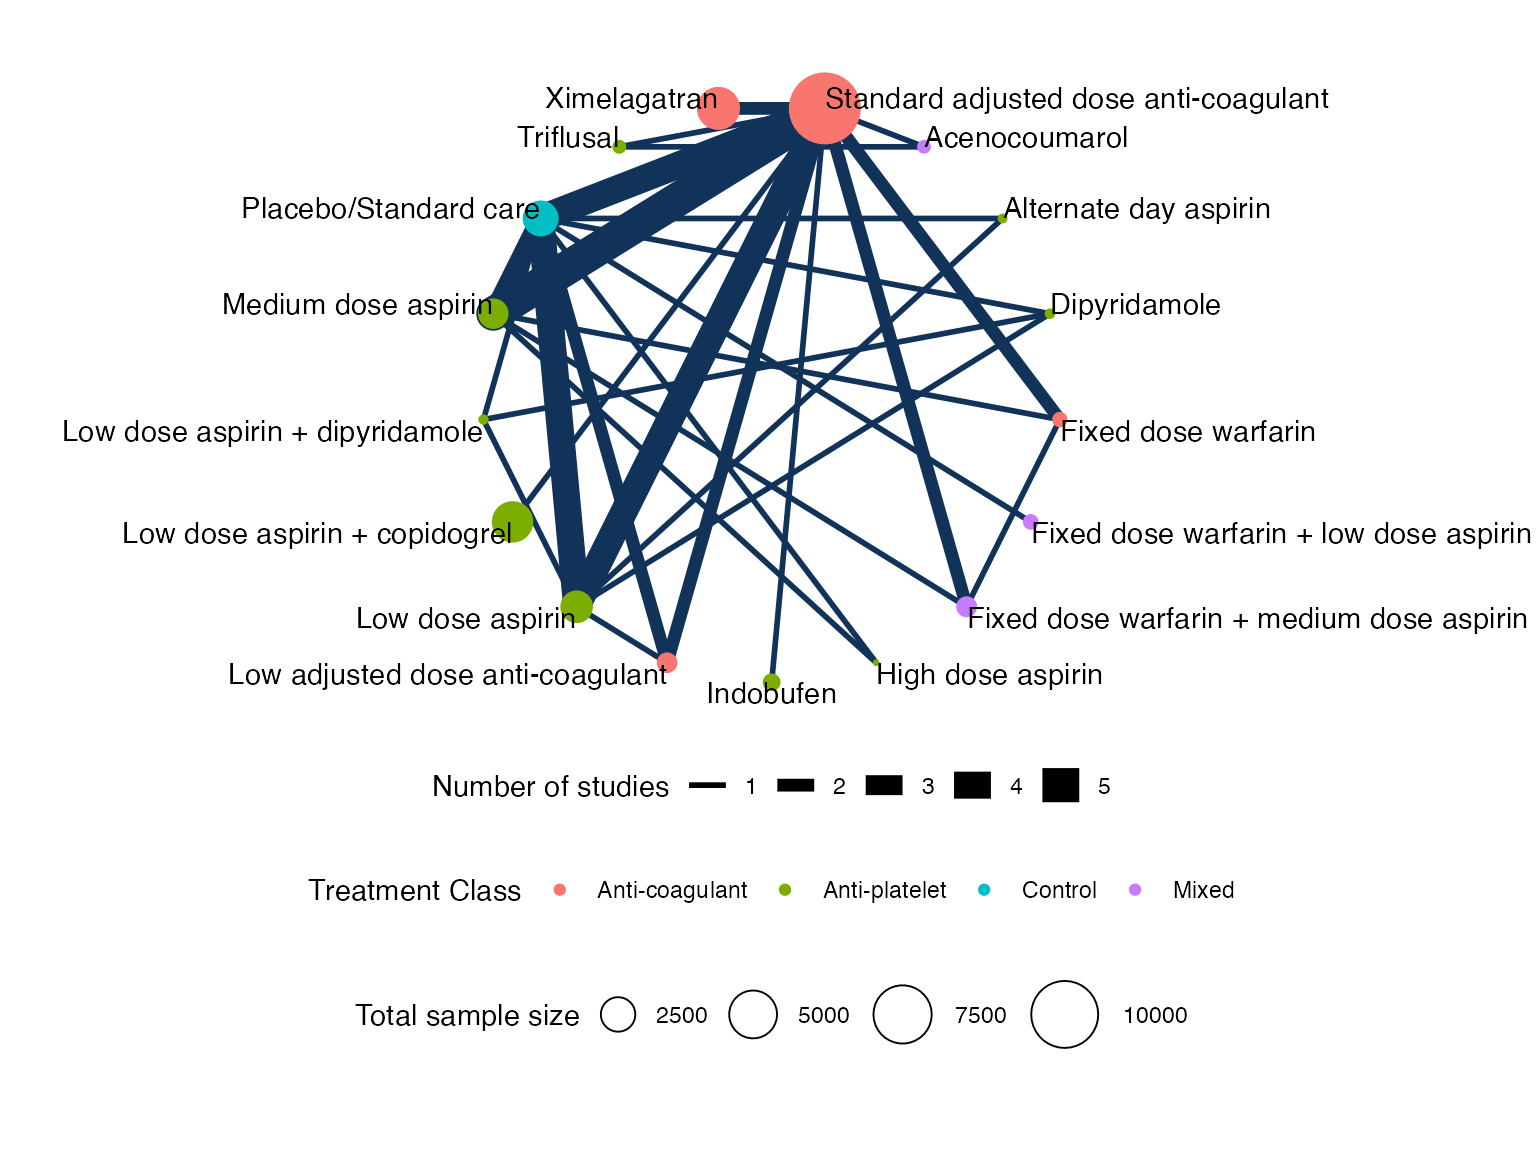 Ximelagatran
Standard adjusted dose anti-coagulant
Triflusal
Acenocoumarol
Placebo/Standard care
Alternate day aspirin
Medium dose aspirin
Dipyridamole
Low dose aspirin + dipyridamole
Fixed dose warfarin
Low dose aspirin + copidogrel
Fixed dose warfarin + low dose aspirin
Low dose aspirin
Fixed dose warfarin + medium dose aspirin
Low adjusted dose anti-coagulant
High dose aspirin
Indobufen
Number of studies 1 2 3 4 5
Treatment Class Anti-coagulant Anti-platelet Control Mixed
Total sample size 2500 5000 7500 10000